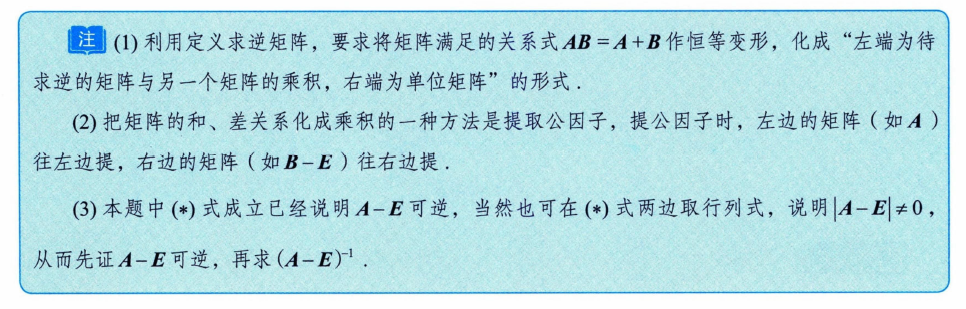 注 (1) 利用定义求逆矩阵，要求将矩阵满足的关系式 AB = A + B 作恒等变形，化成“左端为待
求逆的矩阵与另一个矩阵的乘积，右端为单位矩阵”的形式．
(2) 把矩阵的和、差关系化成乘积的一种方法是提取公因子，提公因子时，左边的矩阵（如 A）
往左边提，右边的矩阵（如 B − E）往右边提．
(3) 本题中 (*) 式成立已经说明 A − E 可逆，当然也可在 (*) 式两边取行列式，说明 |A − E| ≠ 0，
从而先证 A − E 可逆，再求 (A − E)⁻¹．